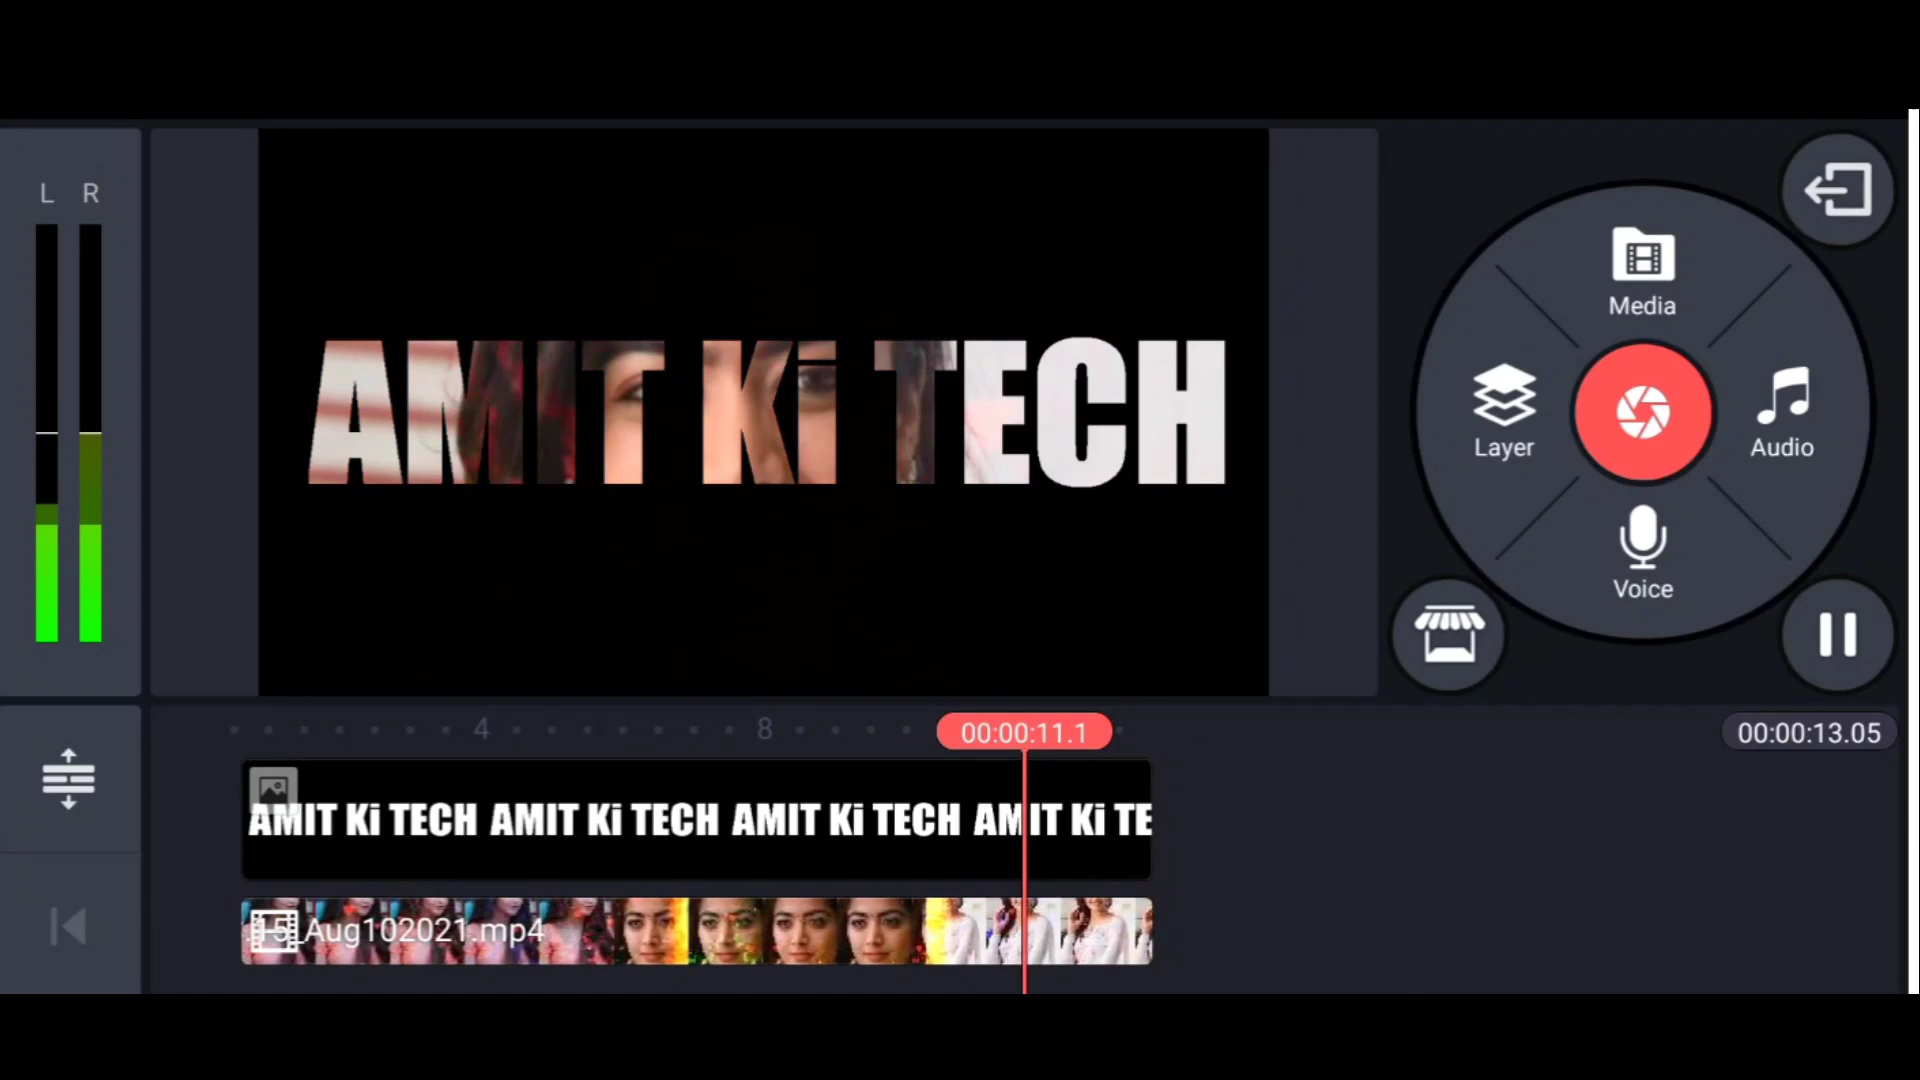 L R
AMIT Ki TECH
Media
Layer
Audio
Voice
4 8
00:00:11.1
00:00:13.05
AMIT Ki TECH AMIT Ki TECH AMIT Ki TECH AMIT Ki TE
15_Aug102021.mp4